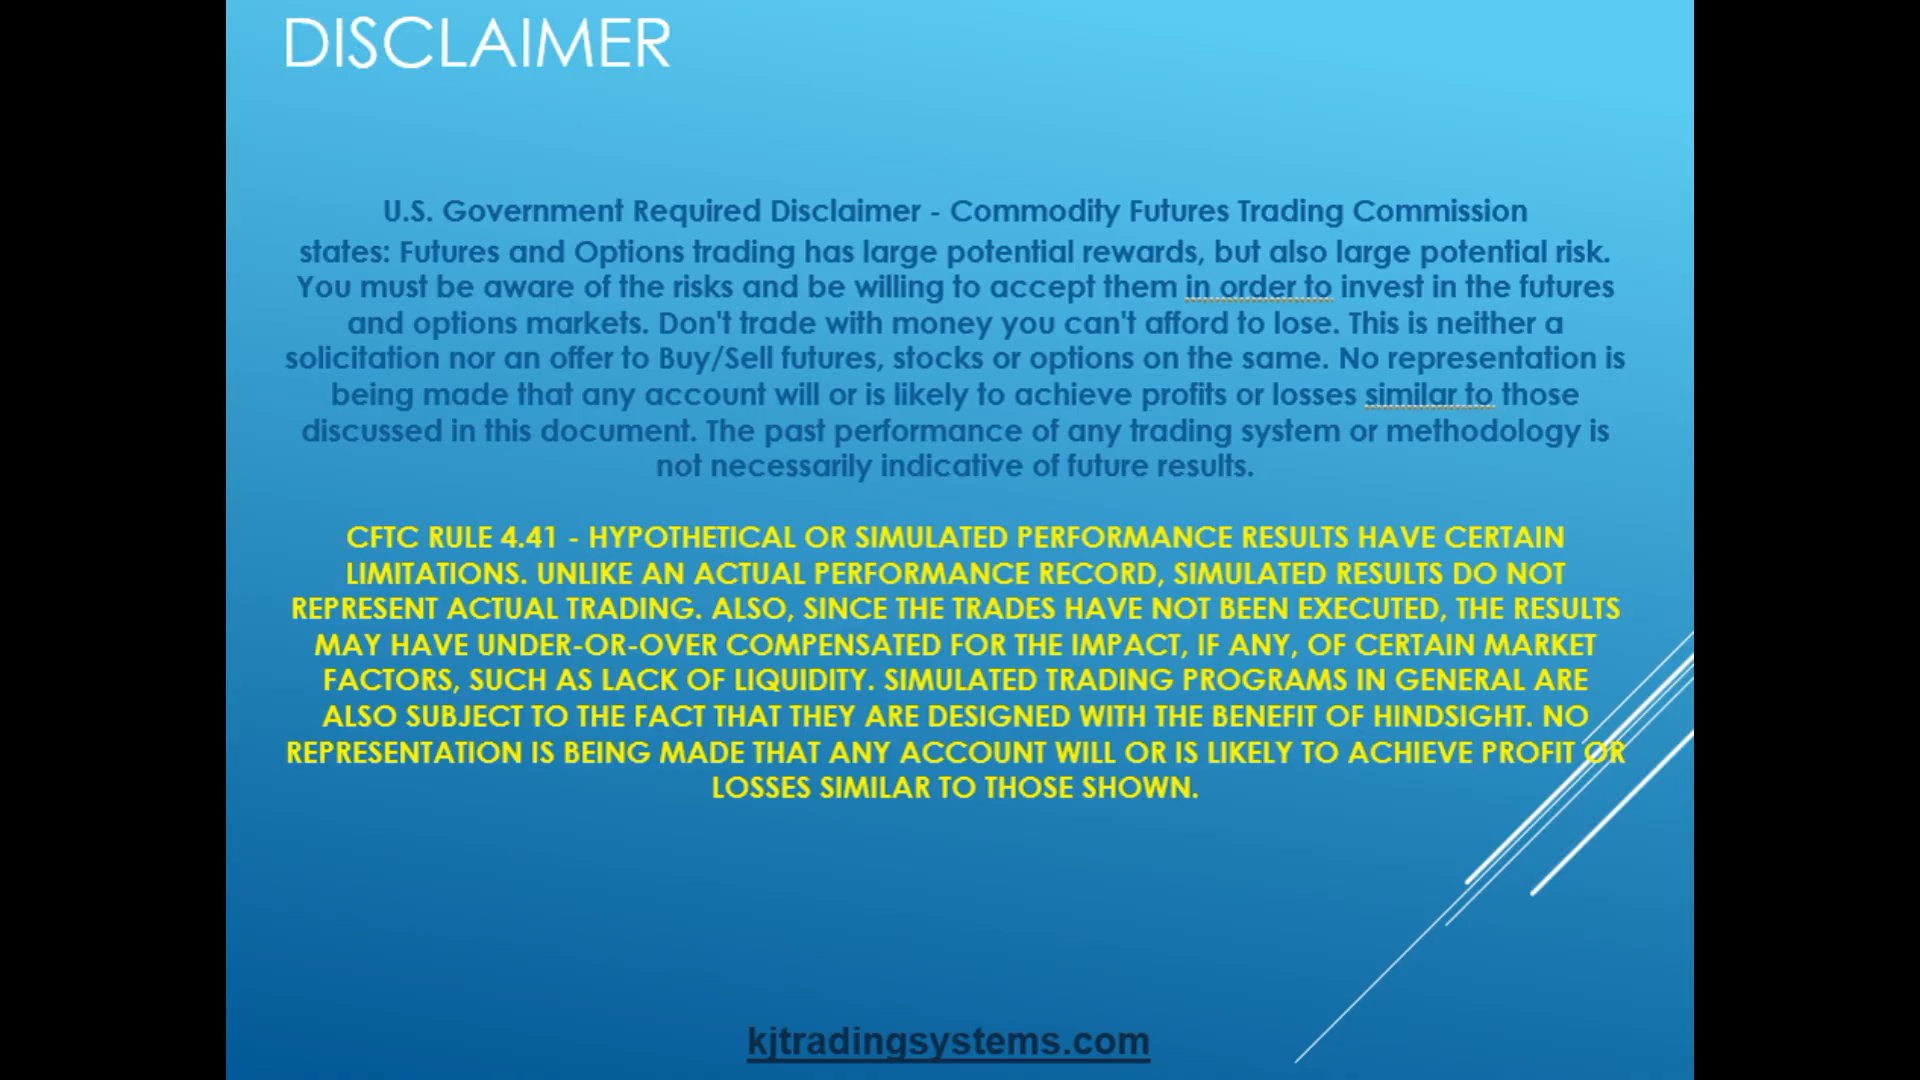 DISCLAIMER
U.S. Government Required Disclaimer - Commodity Futures Trading Commission
states: Futures and Options trading has large potential rewards, but also large potential risk.
You must be aware of the risks and be willing to accept them in order to invest in the futures
and options markets. Don't trade with money you can't afford to lose. This is neither a
solicitation nor an offer to Buy/Sell futures, stocks or options on the same. No representation is
being made that any account will or is likely to achieve profits or losses similar to those
discussed in this document. The past performance of any trading system or methodology is
not necessarily indicative of future results.
CFTC RULE 4.41 - HYPOTHETICAL OR SIMULATED PERFORMANCE RESULTS HAVE CERTAIN
LIMITATIONS. UNLIKE AN ACTUAL PERFORMANCE RECORD, SIMULATED RESULTS DO NOT
REPRESENT ACTUAL TRADING. ALSO, SINCE THE TRADES HAVE NOT BEEN EXECUTED, THE RESULTS
MAY HAVE UNDER-OR-OVER COMPENSATED FOR THE IMPACT, IF ANY, OF CERTAIN MARKET
FACTORS, SUCH AS LACK OF LIQUIDITY. SIMULATED TRADING PROGRAMS IN GENERAL ARE
ALSO SUBJECT TO THE FACT THAT THEY ARE DESIGNED WITH THE BENEFIT OF HINDSIGHT. NO
REPRESENTATION IS BEING MADE THAT ANY ACCOUNT WILL OR IS LIKELY TO ACHIEVE PROFIT OR
LOSSES SIMILAR TO THOSE SHOWN.
kjtradingsystems.com